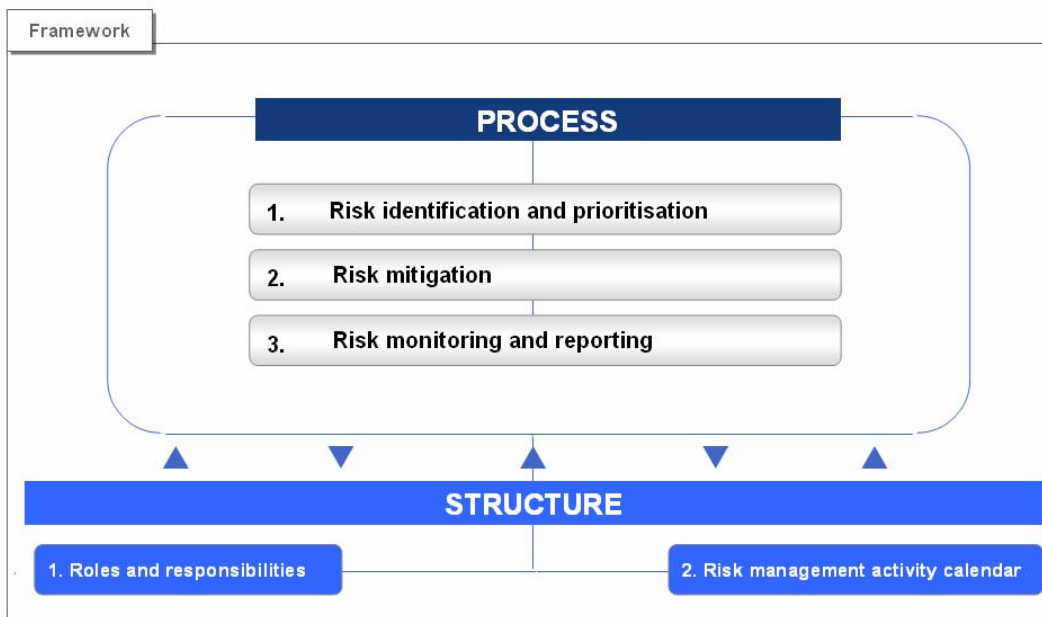 Framework
PROCESS
1. Risk identification and prioritisation
2. Risk mitigation
3. Risk monitoring and reporting
STRUCTURE
1. Roles and responsibilities
2. Risk management activity calendar